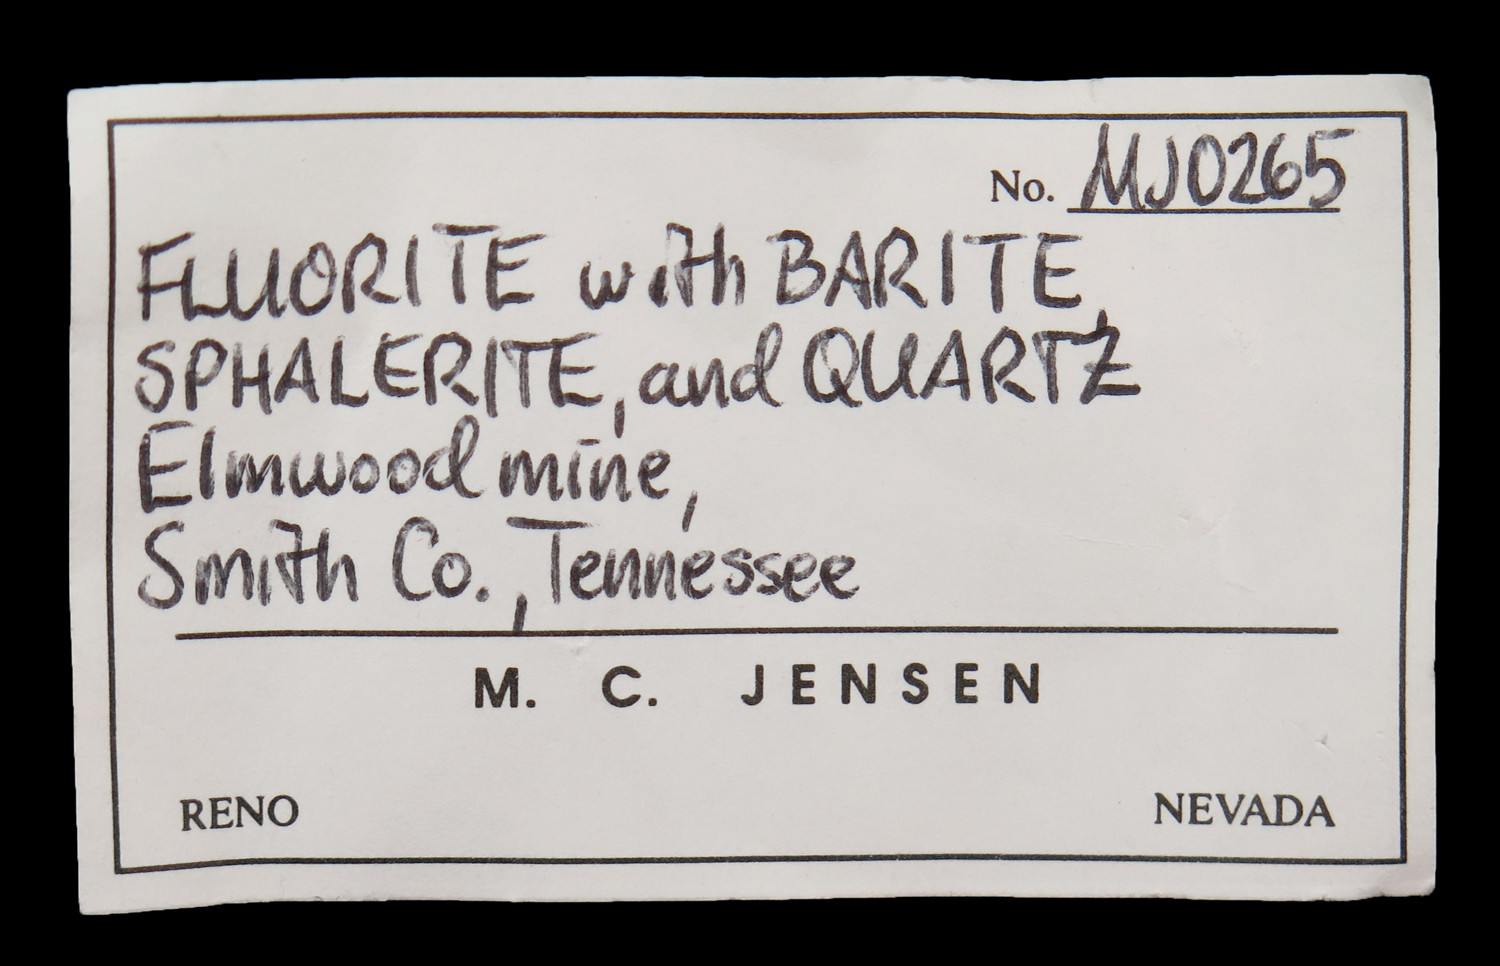 No. MJ0265
FLUORITE with BARITE,
SPHALERITE, and QUARTZ
Elmwood mine,
Smith Co., Tennessee
M. C. JENSEN
RENO NEVADA